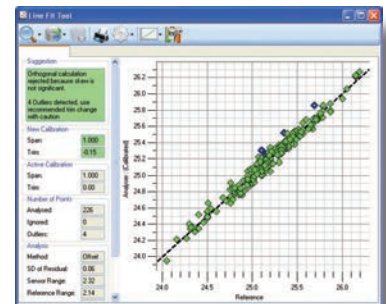 Line Fit Tool
Suggestion
Orthogonal calculation
rejected because skew is
not significant.
4 Outliers detected, use
recommended trim change
with caution
New Calibration
Span: 1.000
Trim: -0.15
Active Calibration
Span: 1.000
Trim: 0.00
Number of Points
Analysed: 226
Ignored: 0
Outliers: 4
Analysis
Method: Offset
SD of Residual: 0.06
Sensor Range: 2.32
Reference Range: 2.14
Analyser (Calibrated)
26.2
26.0
25.8
25.6
25.4
25.2
25.0
24.8
24.6
24.4
24.2
24.0
24.0 24.5 25.0 25.5 26.0
Reference